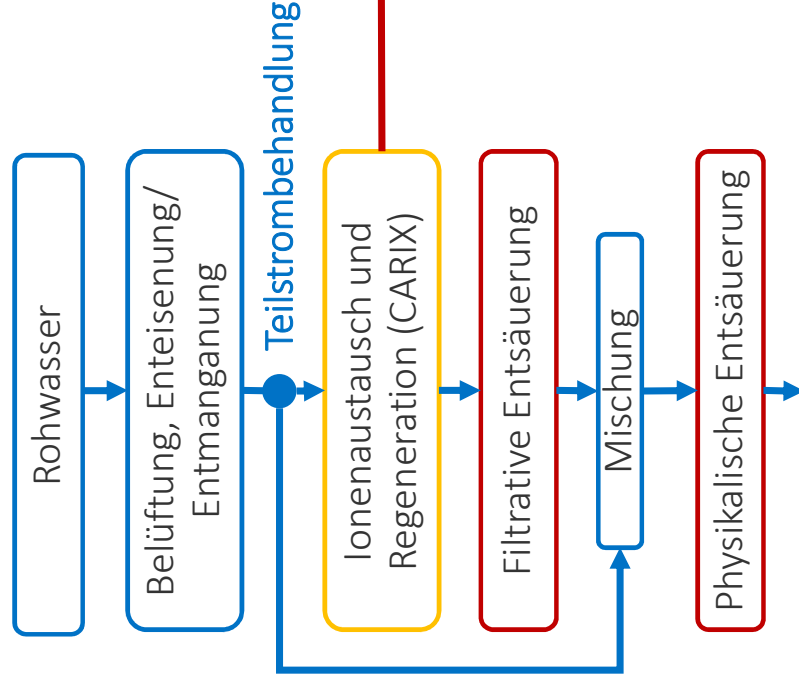 Rohwasser
Belüftung, Enteisenung/
Entmanganung
Teilstrombehandlung
Ionenaustausch und
Regeneration (CARIX)
Filtrative Entsäuerung
Mischung
Physikalische Entsäuerung